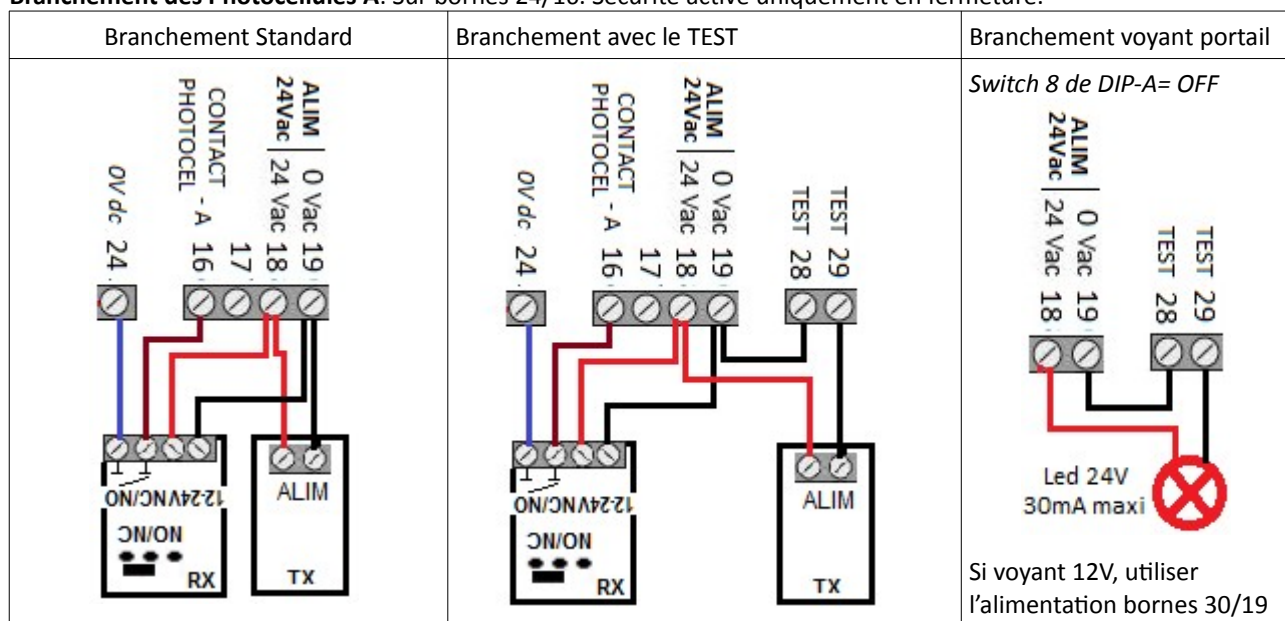 Branchement des Photocellules A: Sur bornes 24/16. Sécurité active uniquement en fermeture.
Branchement Standard
0V dc 24
CONTACT
PHOTOCEL - A 16
17
ALIM
24Vac
24 Vac 18
0 Vac 19
12-24V NC/NO
NO/NC
RX
ALIM
TX
Branchement avec le TEST
0V dc 24
CONTACT
PHOTOCEL - A 16
17
ALIM
24Vac
24 Vac 18
0 Vac 19
TEST 28
TEST 29
12-24V NC/NO
NO/NC
RX
ALIM
TX
Branchement voyant portail
Switch 8 de DIP-A= OFF
ALIM
24Vac
24 Vac 18
0 Vac 19
TEST 28
TEST 29
Led 24V
30mA maxi
Si voyant 12V, utiliser
l'alimentation bornes 30/19